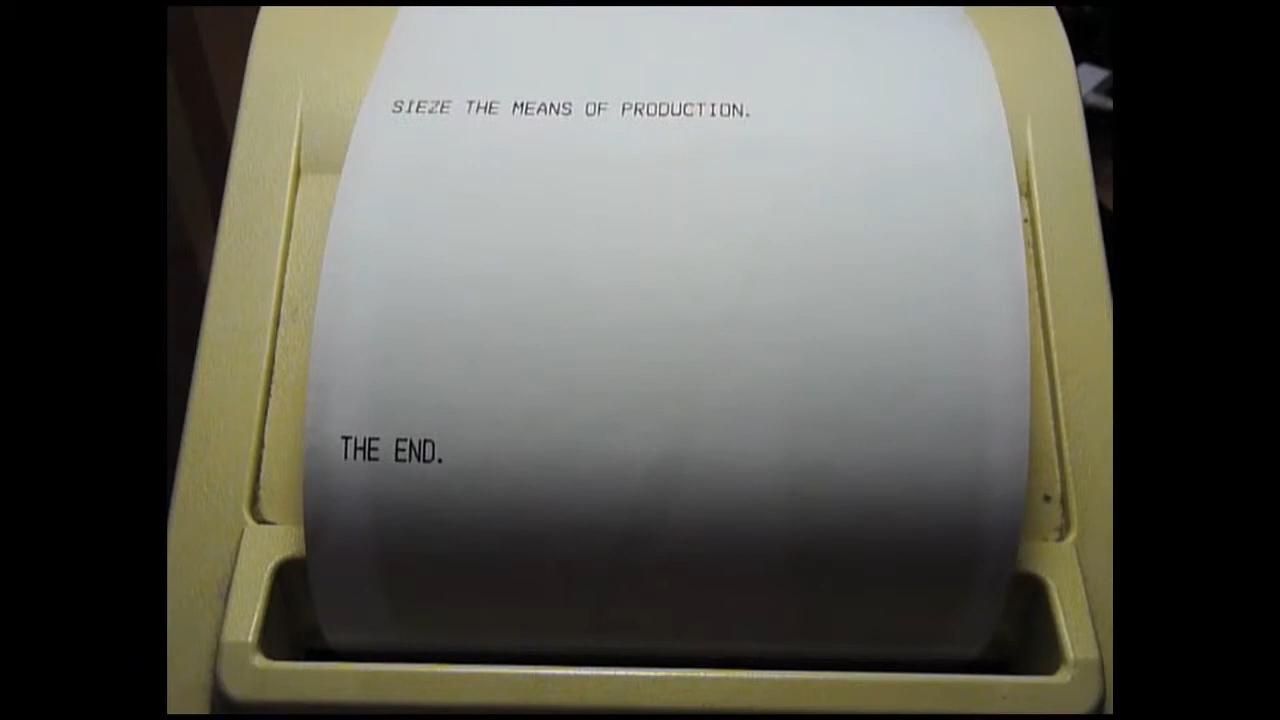 SIEZE THE MEANS OF PRODUCTION.
THE END.